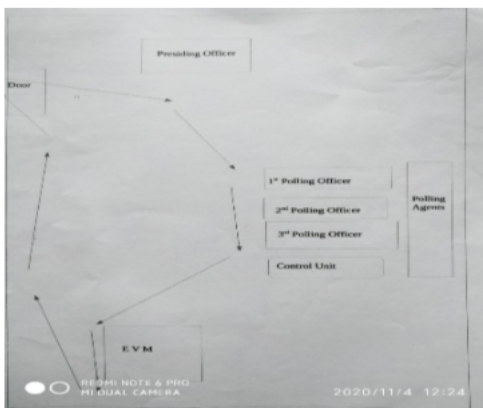 Presiding Officer
Door
1st Polling Officer
2nd Polling Officer
3rd Polling Officer
Control Unit
Polling
Agents
E V M
REDMI NOTE 6 PRO
MI DUAL CAMERA
2020/11/4 12:24